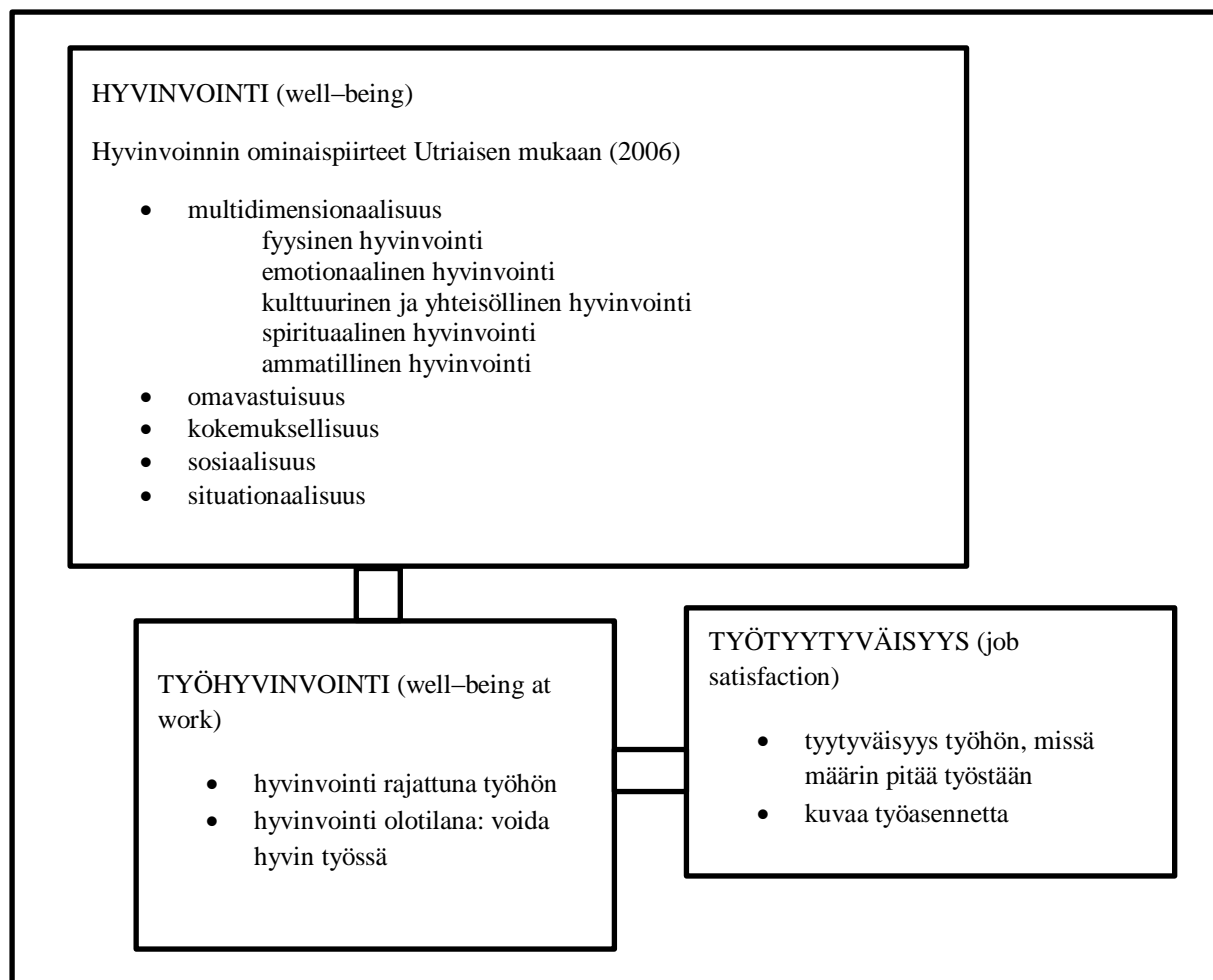 HYVINVOINTI (well–being)
Hyvinvoinnin ominaispiirteet Utriaisen mukaan (2006)
• multidimensionaalisuus
fyysinen hyvinvointi
emotionaalinen hyvinvointi
kulttuurinen ja yhteisöllinen hyvinvointi
spirituaalinen hyvinvointi
ammatillinen hyvinvointi
• omavastuisuus
• kokemuksellisuus
• sosiaalisuus
• situationaalisuus
TYÖHYVINVOINTI (well–being at
work)
• hyvinvointi rajattuna työhön
• hyvinvointi olotilana: voida
hyvin työssä
TYÖTYYTYVÄISYYS (job
satisfaction)
• tyytyväisyys työhön, missä
määrin pitää työstään
• kuvaa työasennetta